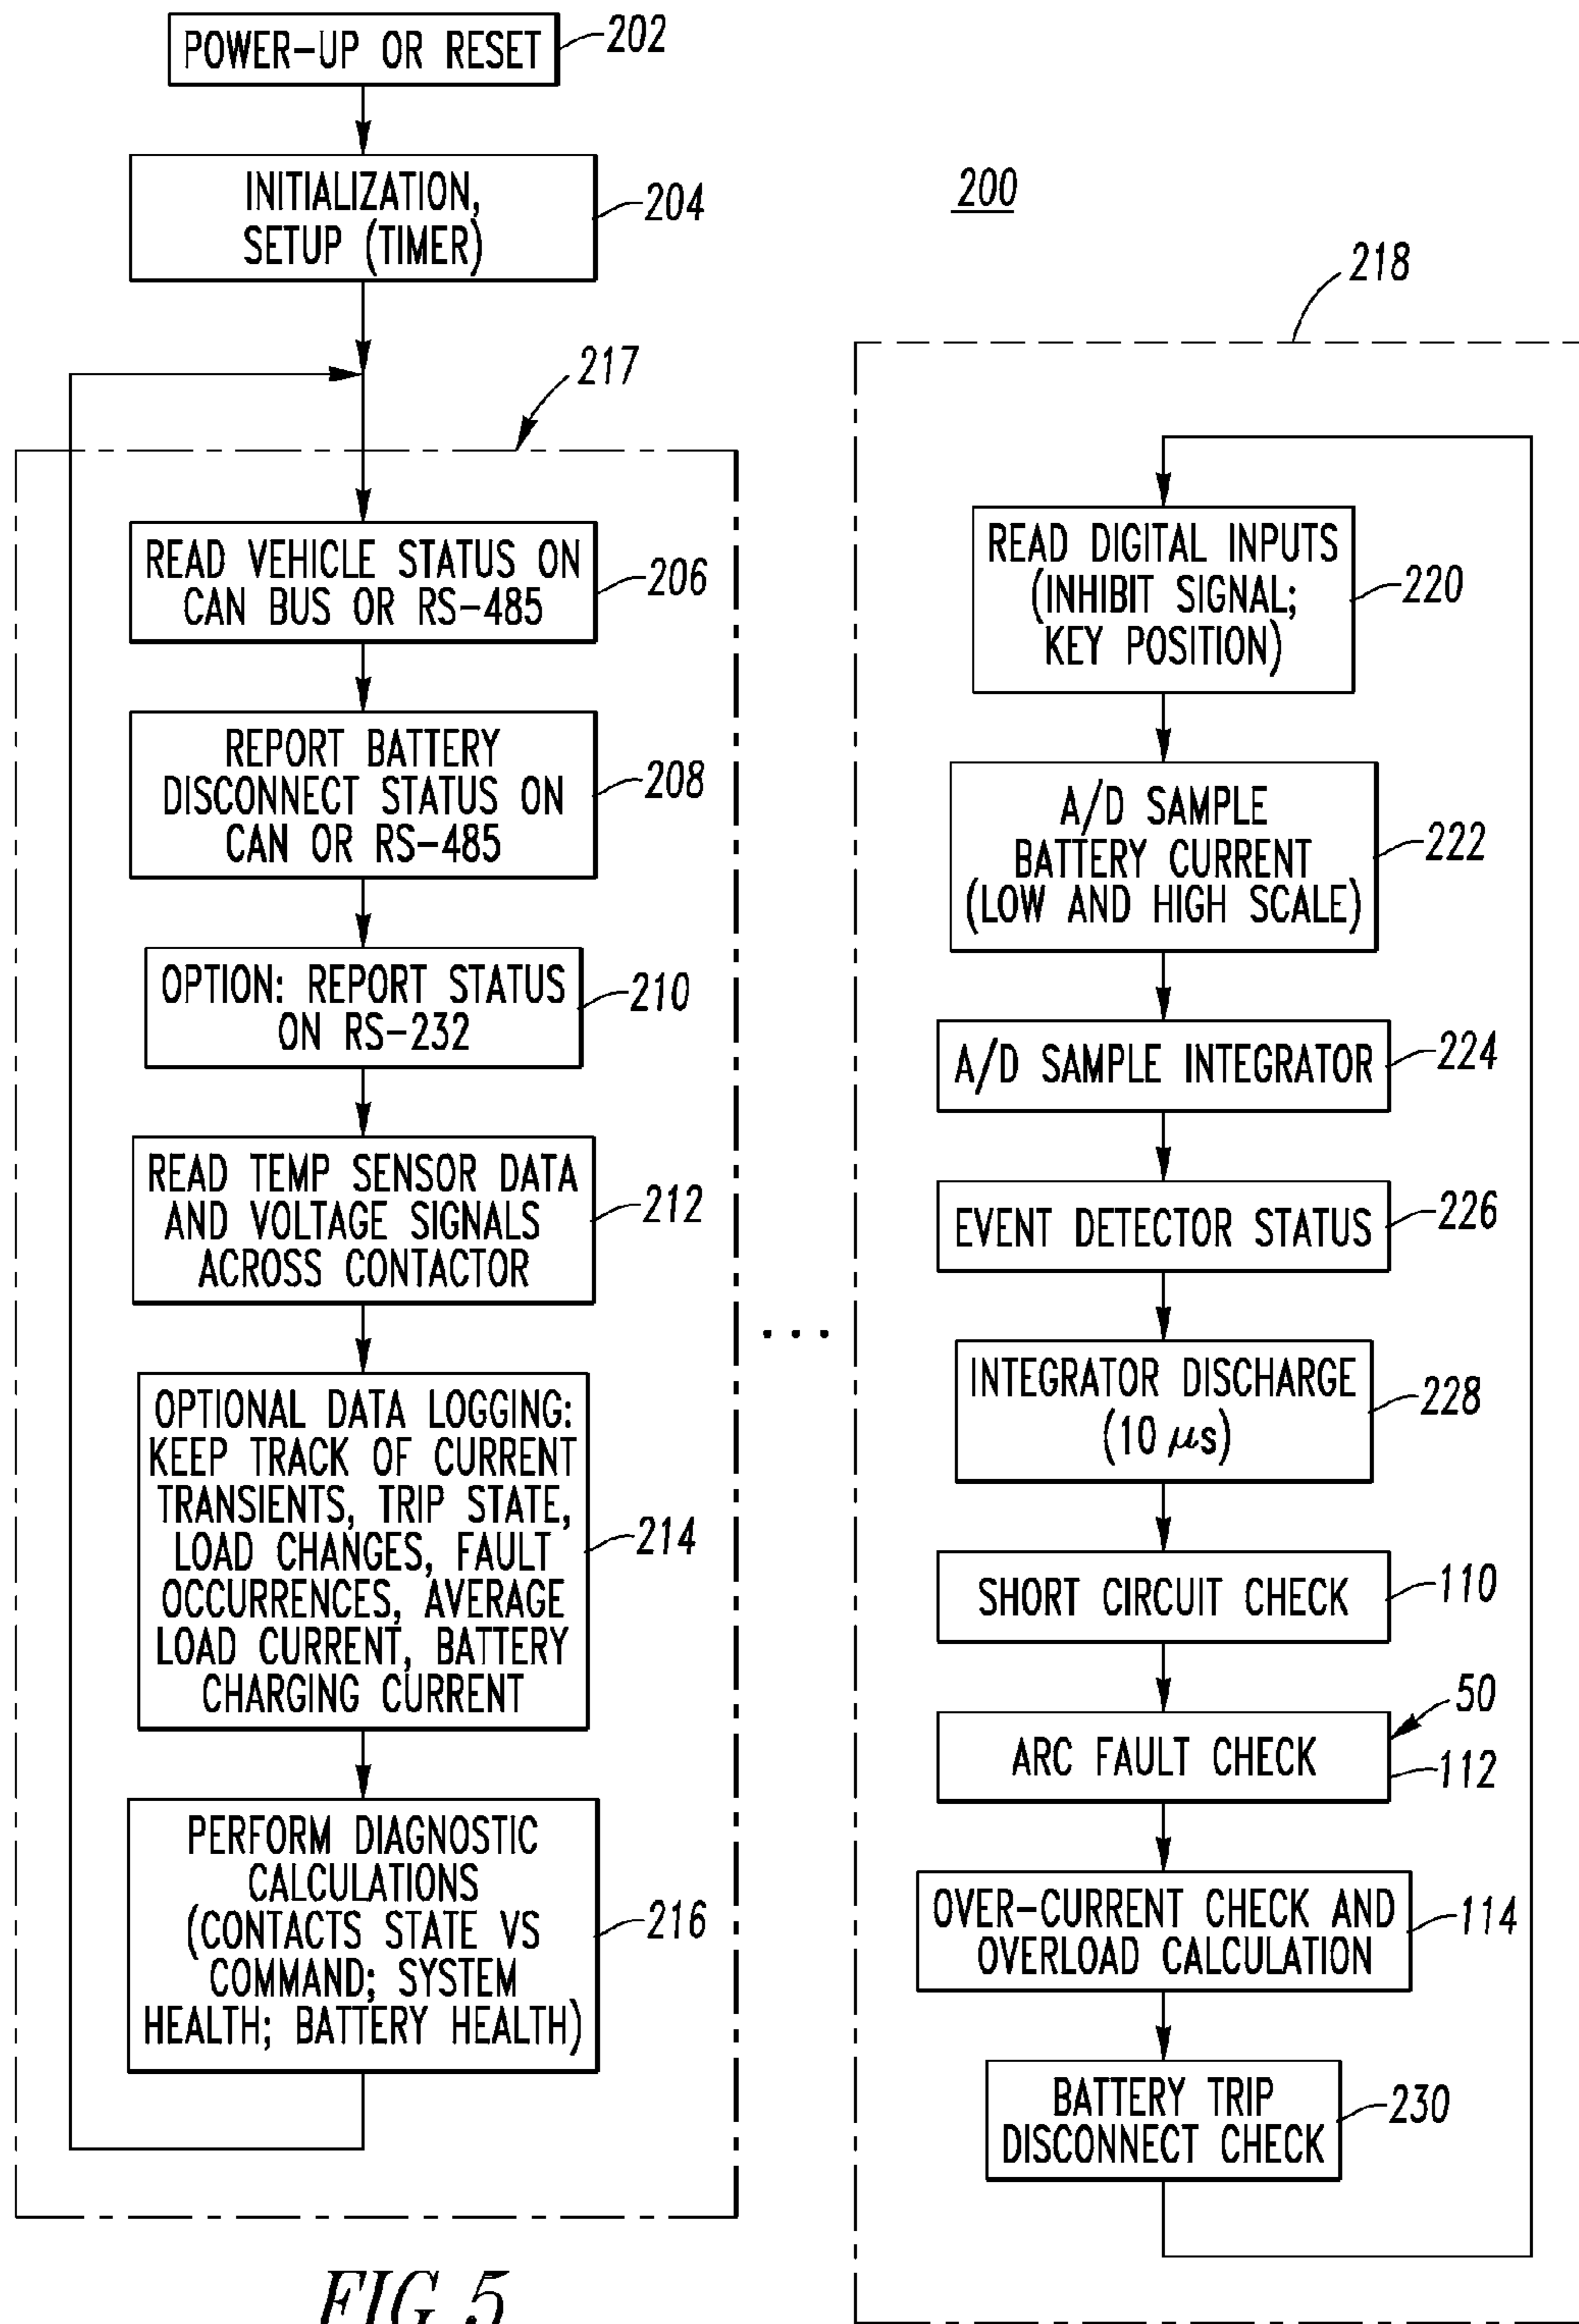 POWER-UP OR RESET
202
INITIALIZATION,
SETUP (TIMER)
204
200
217
READ VEHICLE STATUS ON
CAN BUS OR RS-485
206
REPORT BATTERY
DISCONNECT STATUS ON
CAN OR RS-485
208
OPTION: REPORT STATUS
ON RS-232
210
READ TEMP SENSOR DATA
AND VOLTAGE SIGNALS
ACROSS CONTACTOR
212
OPTIONAL DATA LOGGING:
KEEP TRACK OF CURRENT
TRANSIENTS, TRIP STATE,
LOAD CHANGES, FAULT
OCCURRENCES, AVERAGE
LOAD CURRENT, BATTERY
CHARGING CURRENT
214
PERFORM DIAGNOSTIC
CALCULATIONS
(CONTACTS STATE VS
COMMAND; SYSTEM
HEALTH; BATTERY HEALTH)
216
...
218
READ DIGITAL INPUTS
(INHIBIT SIGNAL;
KEY POSITION)
220
A/D SAMPLE
BATTERY CURRENT
(LOW AND HIGH SCALE)
222
A/D SAMPLE INTEGRATOR
224
EVENT DETECTOR STATUS
226
INTEGRATOR DISCHARGE
(10 μs)
228
SHORT CIRCUIT CHECK
110
50
ARC FAULT CHECK
112
OVER-CURRENT CHECK AND
OVERLOAD CALCULATION
114
BATTERY TRIP
DISCONNECT CHECK
230
FIG. 5